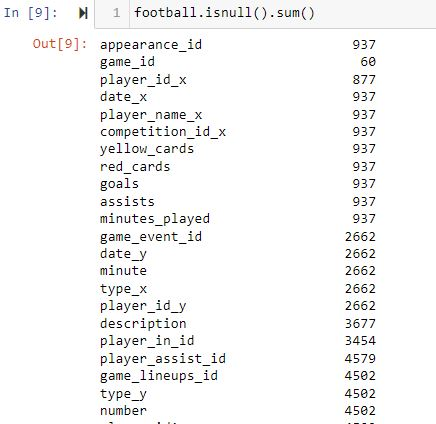 In [9]: 1 football.isnull().sum()
Out[9]: appearance_id 937
game_id 60
player_id_x 877
date_x 937
player_name_x 937
competition_id_x 937
yellow_cards 937
red_cards 937
goals 937
assists 937
minutes_played 937
game_event_id 2662
date_y 2662
minute 2662
type_x 2662
player_id_y 2662
description 3677
player_in_id 3454
player_assist_id 4579
game_lineups_id 4502
type_y 4502
number 4502